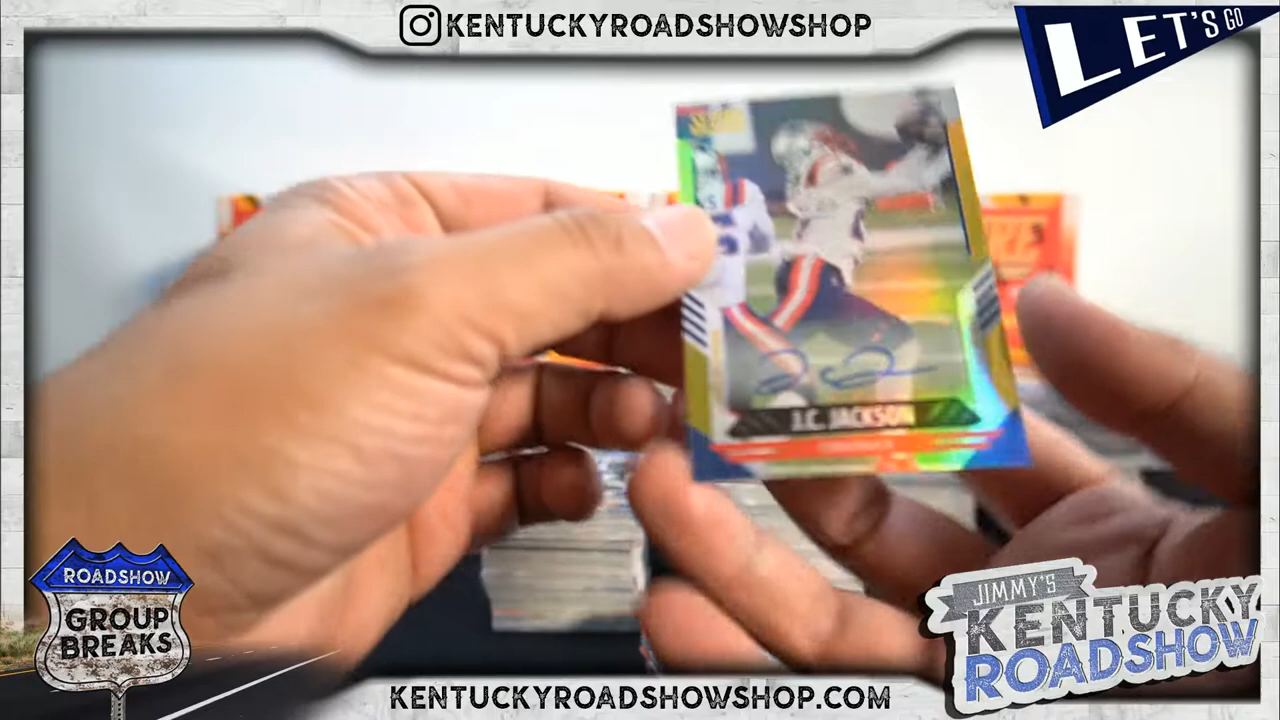 KENTUCKYROADSHOWSHOP
LET'S GO
J.C. JACKSON
ROADSHOW
GROUP
BREAKS
JIMMY'S
KENTUCKY
ROADSHOW
KENTUCKYROADSHOWSHOP.COM